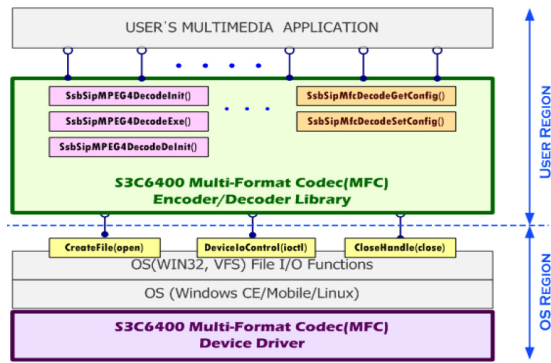 USER'S MULTIMEDIA APPLICATION
SsbSipMPEG4DecodeInit()
SsbSipMfcDecodeGetConfig()
SsbSipMPEG4DecodeExe()
SsbSipMfcDecodeSetConfig()
SsbSipMPEG4DecodeDeInit()
S3C6400 Multi-Format Codec(MFC)
Encoder/Decoder Library
USER REGION
CreateFile(open)
DeviceIoControl(ioctl)
CloseHandle(close)
OS(WIN32, VFS) File I/O Functions
OS (Windows CE/Mobile/Linux)
S3C6400 Multi-Format Codec(MFC)
Device Driver
OS REGION